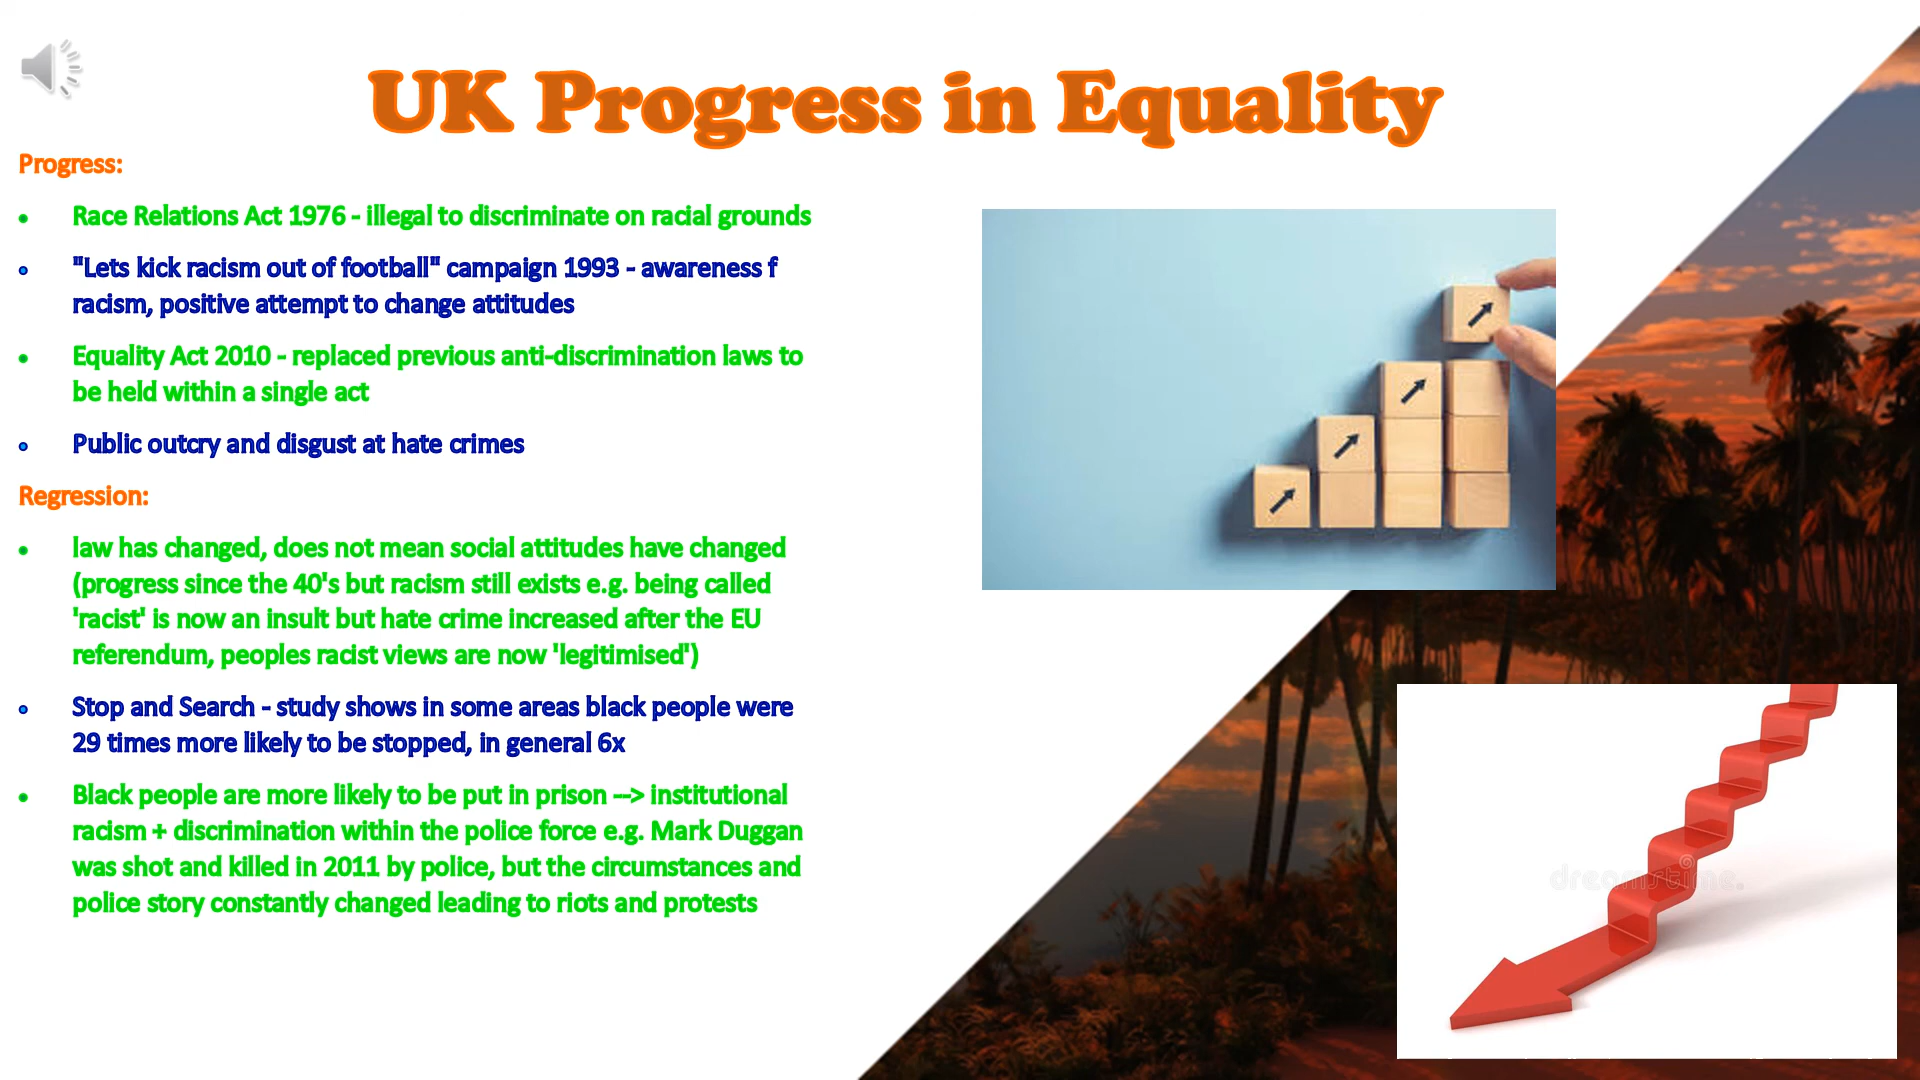 UK Progress in Equality
Progress:
• Race Relations Act 1976 - illegal to discriminate on racial grounds
• "Lets kick racism out of football" campaign 1993 - awareness f
racism, positive attempt to change attitudes
• Equality Act 2010 - replaced previous anti-discrimination laws to
be held within a single act
• Public outcry and disgust at hate crimes
Regression:
• law has changed, does not mean social attitudes have changed
(progress since the 40's but racism still exists e.g. being called
'racist' is now an insult but hate crime increased after the EU
referendum, peoples racist views are now 'legitimised')
• Stop and Search - study shows in some areas black people were
29 times more likely to be stopped, in general 6x
• Black people are more likely to be put in prison --> institutional
racism + discrimination within the police force e.g. Mark Duggan
was shot and killed in 2011 by police, but the circumstances and
police story constantly changed leading to riots and protests
dreamstime.